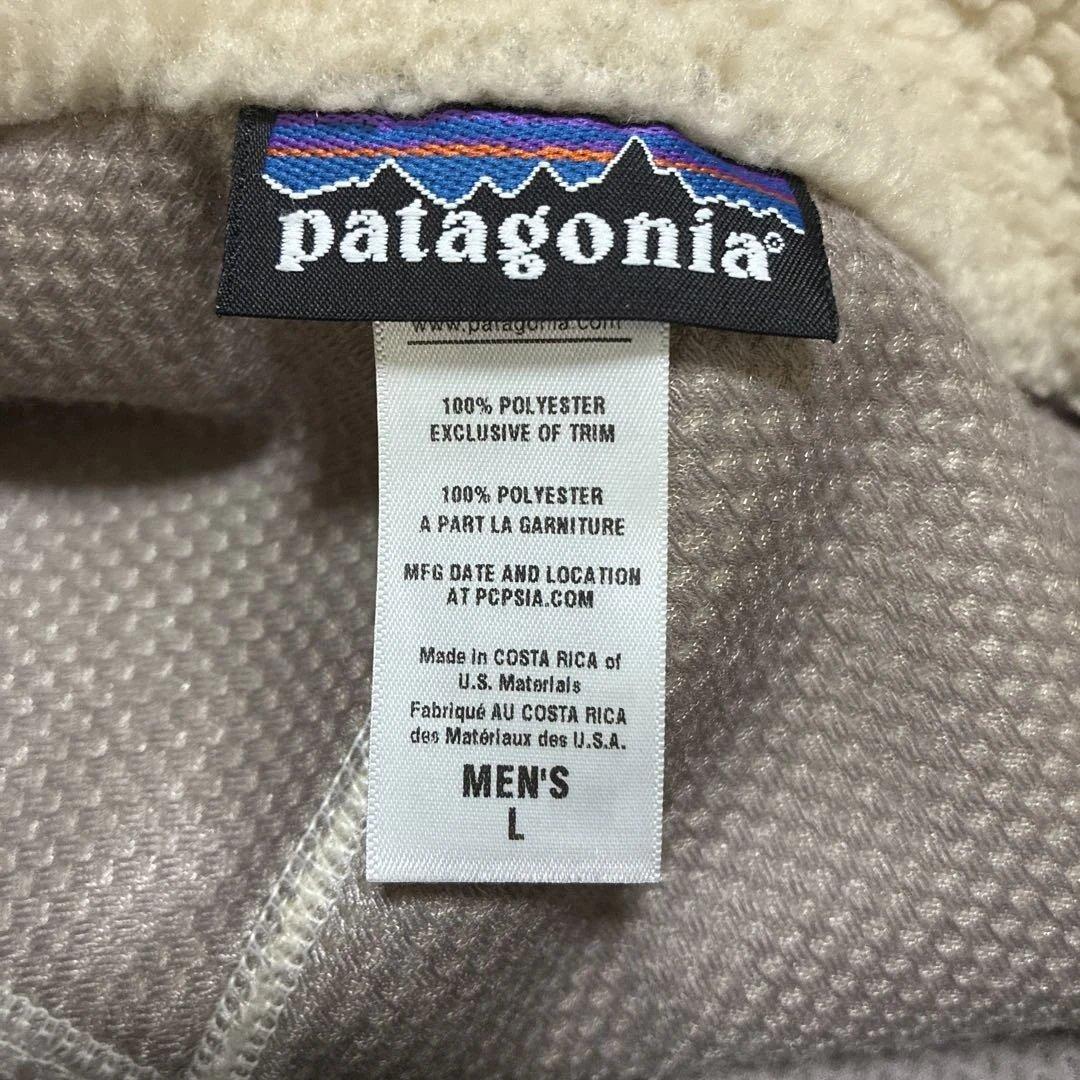 patagonia®
www.patagonia.com
100% POLYESTER
EXCLUSIVE OF TRIM
100% POLYESTER
A PART LA GARNITURE
MFG DATE AND LOCATION
AT PCPSIA.COM
Made in COSTA RICA of
U.S. Materials
Fabriqué AU COSTA RICA
des Matériaux des U.S.A.
MEN'S
L